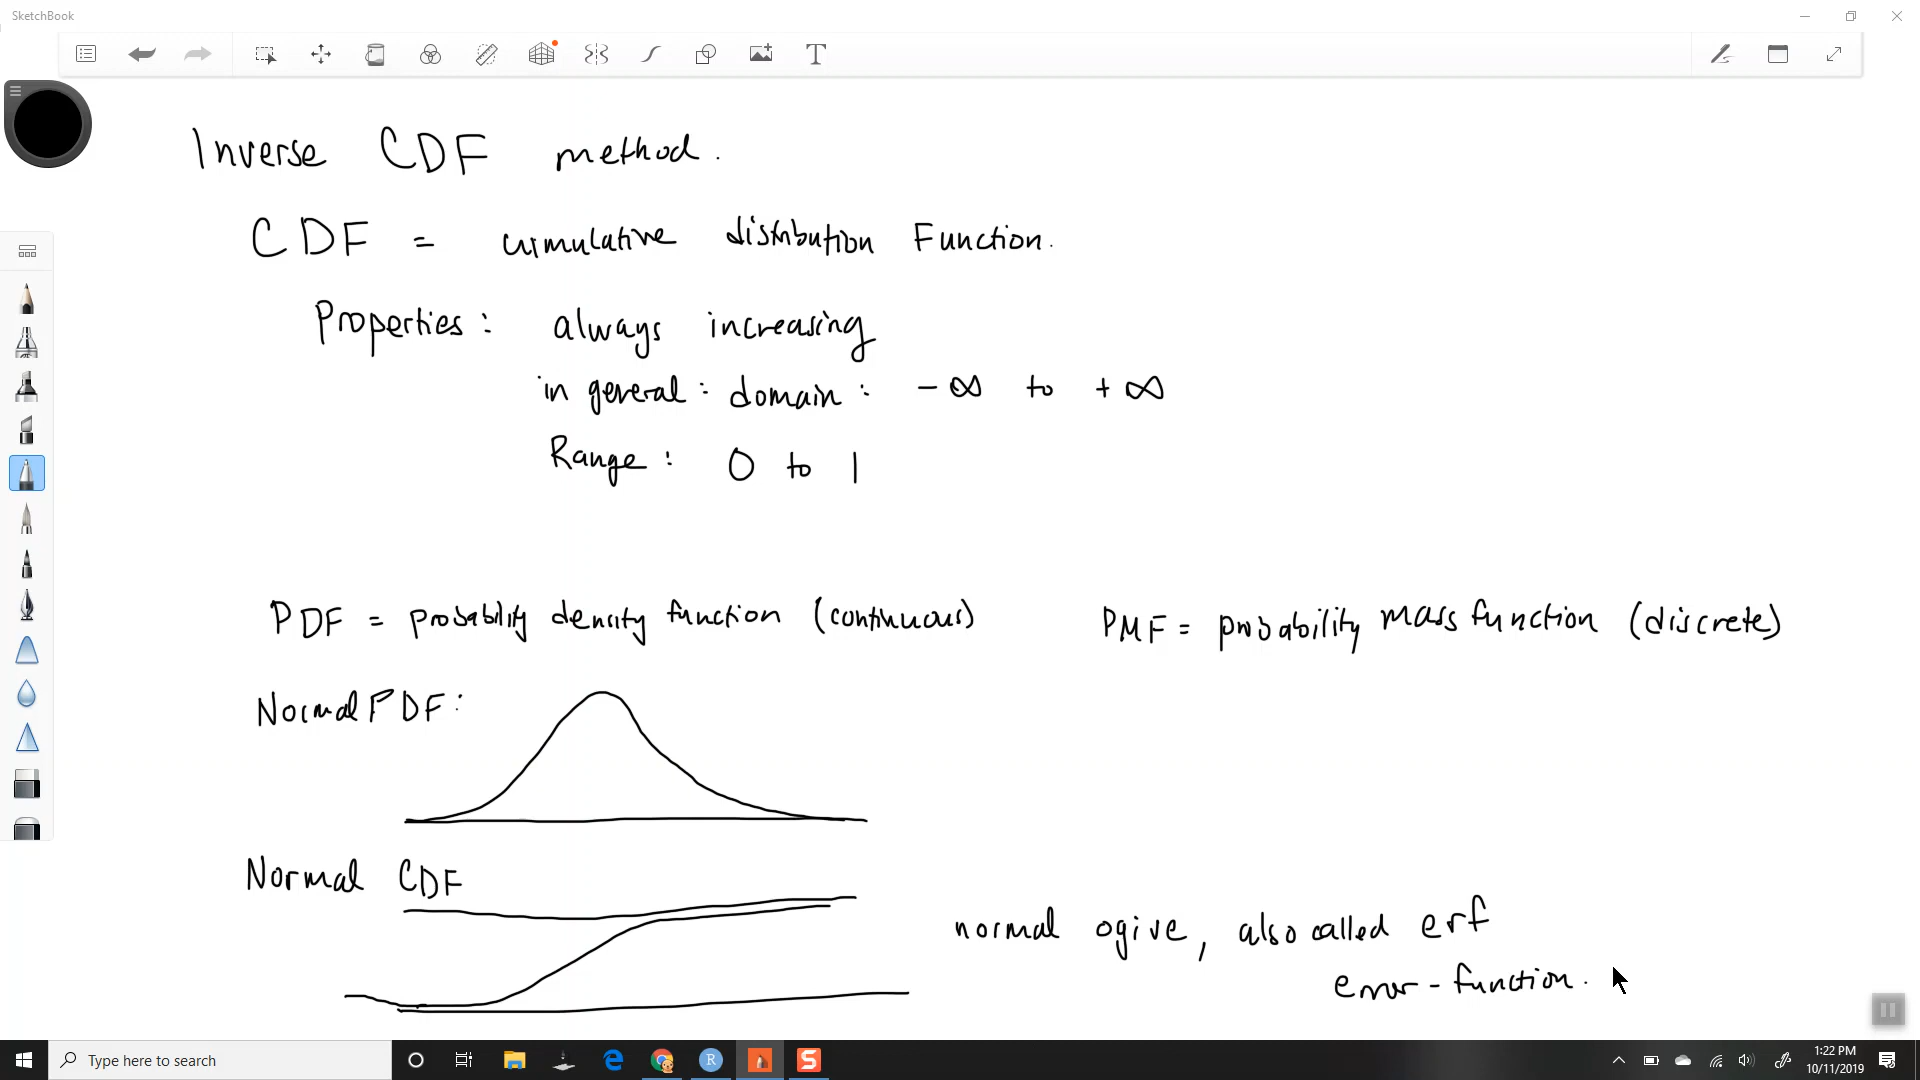 SketchBook
Inverse CDF method.
CDF = cumulative distribution Function.
Properties: always increasing
in general: domain: -∞ to +∞
Range: 0 to 1
PDF = probability density function (continuous)
PMF = probability mass function (discrete)
Normal PDF:
Normal CDF
normal ogive, also called erf
error-function.
Type here to search
1:22 PM
10/11/2019